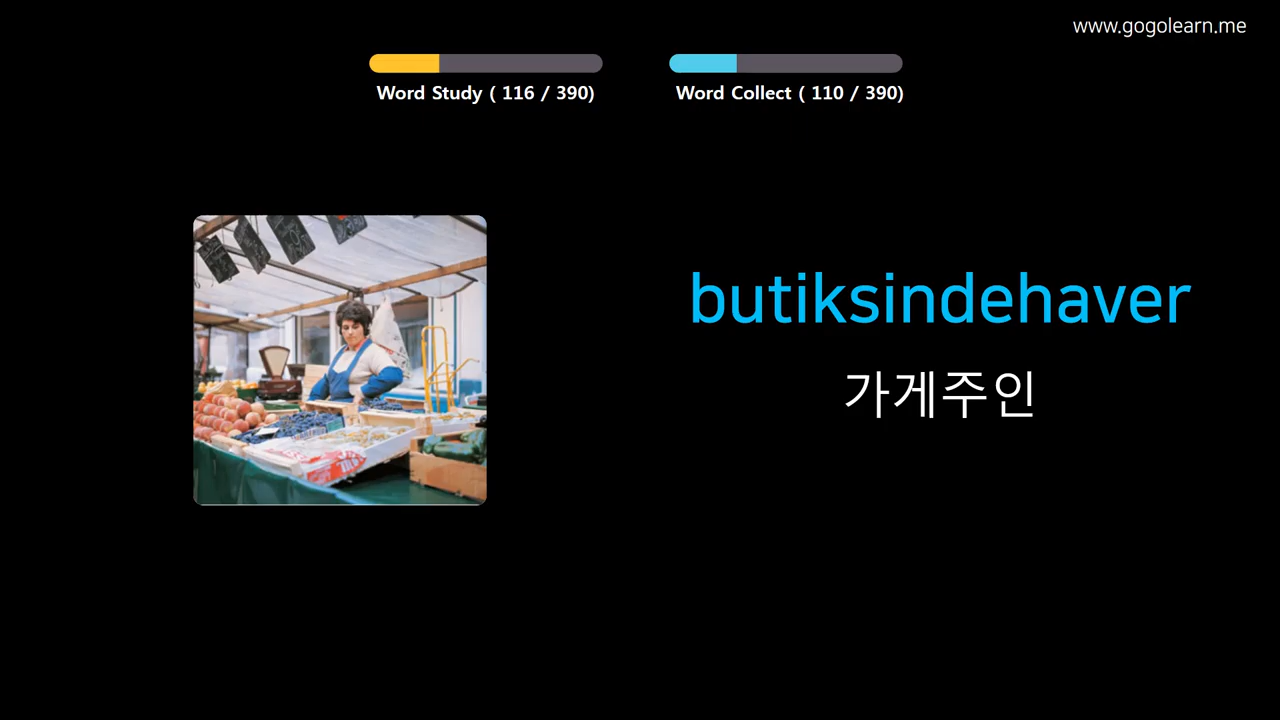 www.gogolearn.me
Word Study ( 116 / 390)
Word Collect ( 110 / 390)
butiksindehaver
가게주인